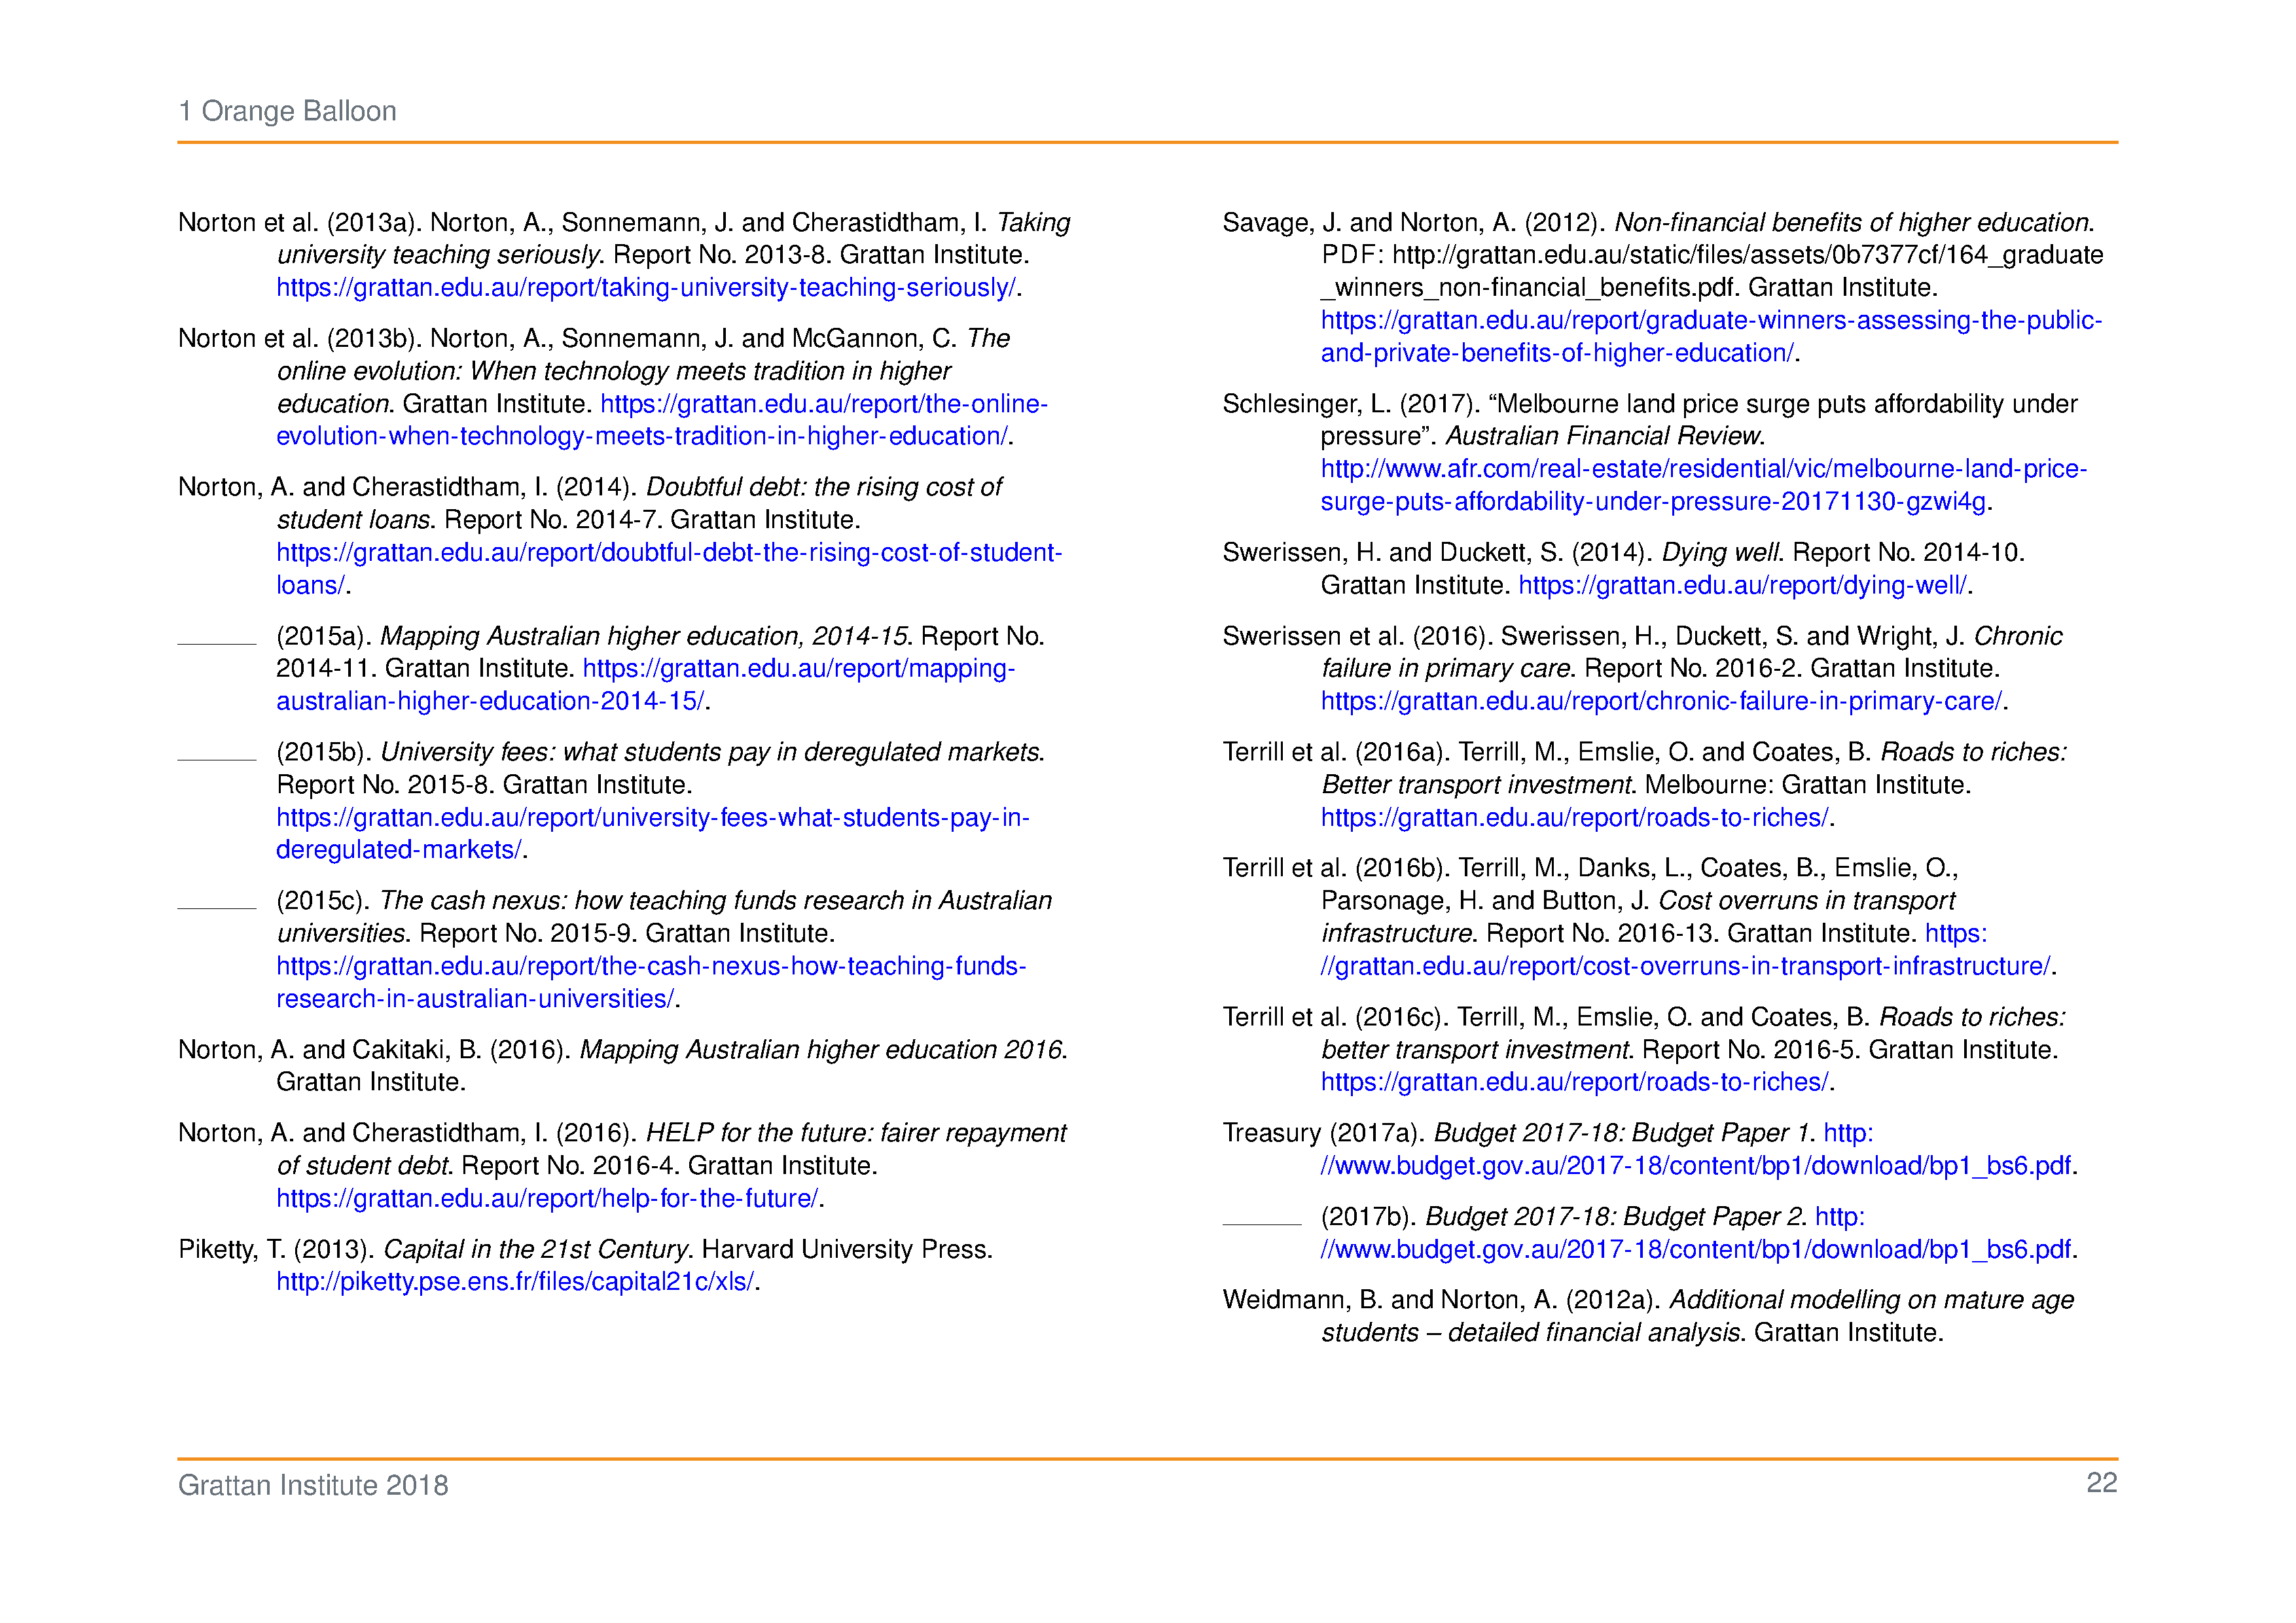 1 Orange Balloon
Norton et al. (2013a). Norton, A., Sonnemann, J. and Cherastidtham, I. Taking
university teaching seriously. Report No. 2013-8. Grattan Institute.
https://grattan.edu.au/report/taking-university-teaching-seriously/.
Norton et al. (2013b). Norton, A., Sonnemann, J. and McGannon, C. The
online evolution: When technology meets tradition in higher
education. Grattan Institute. https://grattan.edu.au/report/the-online-
evolution-when-technology-meets-tradition-in-higher-education/.
Norton, A. and Cherastidtham, I. (2014). Doubtful debt: the rising cost of
student loans. Report No. 2014-7. Grattan Institute.
https://grattan.edu.au/report/doubtful-debt-the-rising-cost-of-student-
loans/.
(2015a). Mapping Australian higher education, 2014-15. Report No.
2014-11. Grattan Institute. https://grattan.edu.au/report/mapping-
australian-higher-education-2014-15/.
(2015b). University fees: what students pay in deregulated markets.
Report No. 2015-8. Grattan Institute.
https://grattan.edu.au/report/university-fees-what-students-pay-in-
deregulated-markets/.
(2015c). The cash nexus: how teaching funds research in Australian
universities. Report No. 2015-9. Grattan Institute.
https://grattan.edu.au/report/the-cash-nexus-how-teaching-funds-
research-in-australian-universities/.
Norton, A. and Cakitaki, B. (2016). Mapping Australian higher education 2016.
Grattan Institute.
Norton, A. and Cherastidtham, I. (2016). HELP for the future: fairer repayment
of student debt. Report No. 2016-4. Grattan Institute.
https://grattan.edu.au/report/help-for-the-future/.
Piketty, T. (2013). Capital in the 21st Century. Harvard University Press.
http://piketty.pse.ens.fr/files/capital21c/xls/.
Savage, J. and Norton, A. (2012). Non-financial benefits of higher education.
PDF: http://grattan.edu.au/static/files/assets/0b7377cf/164_graduate
_winners_non-financial_benefits.pdf. Grattan Institute.
https://grattan.edu.au/report/graduate-winners-assessing-the-public-
and-private-benefits-of-higher-education/.
Schlesinger, L. (2017). “Melbourne land price surge puts affordability under
pressure”. Australian Financial Review.
http://www.afr.com/real-estate/residential/vic/melbourne-land-price-
surge-puts-affordability-under-pressure-20171130-gzwi4g.
Swerissen, H. and Duckett, S. (2014). Dying well. Report No. 2014-10.
Grattan Institute. https://grattan.edu.au/report/dying-well/.
Swerissen et al. (2016). Swerissen, H., Duckett, S. and Wright, J. Chronic
failure in primary care. Report No. 2016-2. Grattan Institute.
https://grattan.edu.au/report/chronic-failure-in-primary-care/.
Terrill et al. (2016a). Terrill, M., Emslie, O. and Coates, B. Roads to riches:
Better transport investment. Melbourne: Grattan Institute.
https://grattan.edu.au/report/roads-to-riches/.
Terrill et al. (2016b). Terrill, M., Danks, L., Coates, B., Emslie, O.,
Parsonage, H. and Button, J. Cost overruns in transport
infrastructure. Report No. 2016-13. Grattan Institute. https:
//grattan.edu.au/report/cost-overruns-in-transport-infrastructure/.
Terrill et al. (2016c). Terrill, M., Emslie, O. and Coates, B. Roads to riches:
better transport investment. Report No. 2016-5. Grattan Institute.
https://grattan.edu.au/report/roads-to-riches/.
Treasury (2017a). Budget 2017-18: Budget Paper 1. http:
//www.budget.gov.au/2017-18/content/bp1/download/bp1_bs6.pdf.
(2017b). Budget 2017-18: Budget Paper 2. http:
//www.budget.gov.au/2017-18/content/bp1/download/bp1_bs6.pdf.
Weidmann, B. and Norton, A. (2012a). Additional modelling on mature age
students – detailed financial analysis. Grattan Institute.
Grattan Institute 2018
22